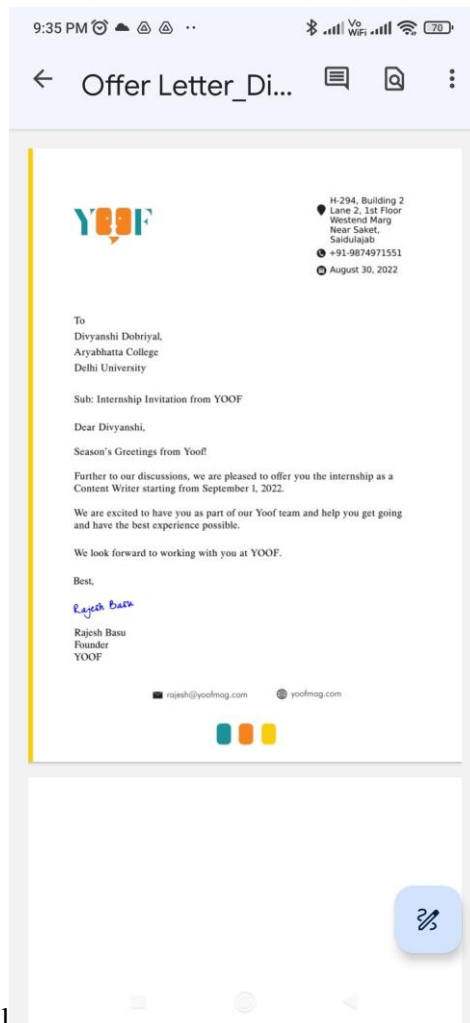 9:35 PM
Vo
WiFi
70
Offer Letter_Di...
YOOF
H-294, Building 2
Lane 2, 1st Floor
Westend Marg
Near Saket,
Saidulajab
+91-9874971551
August 30, 2022
To
Divyanshi Dobriyal,
Aryabhatta College
Delhi University
Sub: Internship Invitation from YOOF
Dear Divyanshi,
Season's Greetings from Yoof!
Further to our discussions, we are pleased to offer you the internship as a
Content Writer starting from September 1, 2022.
We are excited to have you as part of our Yoof team and help you get going
and have the best experience possible.
We look forward to working with you at YOOF.
Best,
Rajesh Basu
Rajesh Basu
Founder
YOOF
rajesh@yoofmag.com yoofmag.com